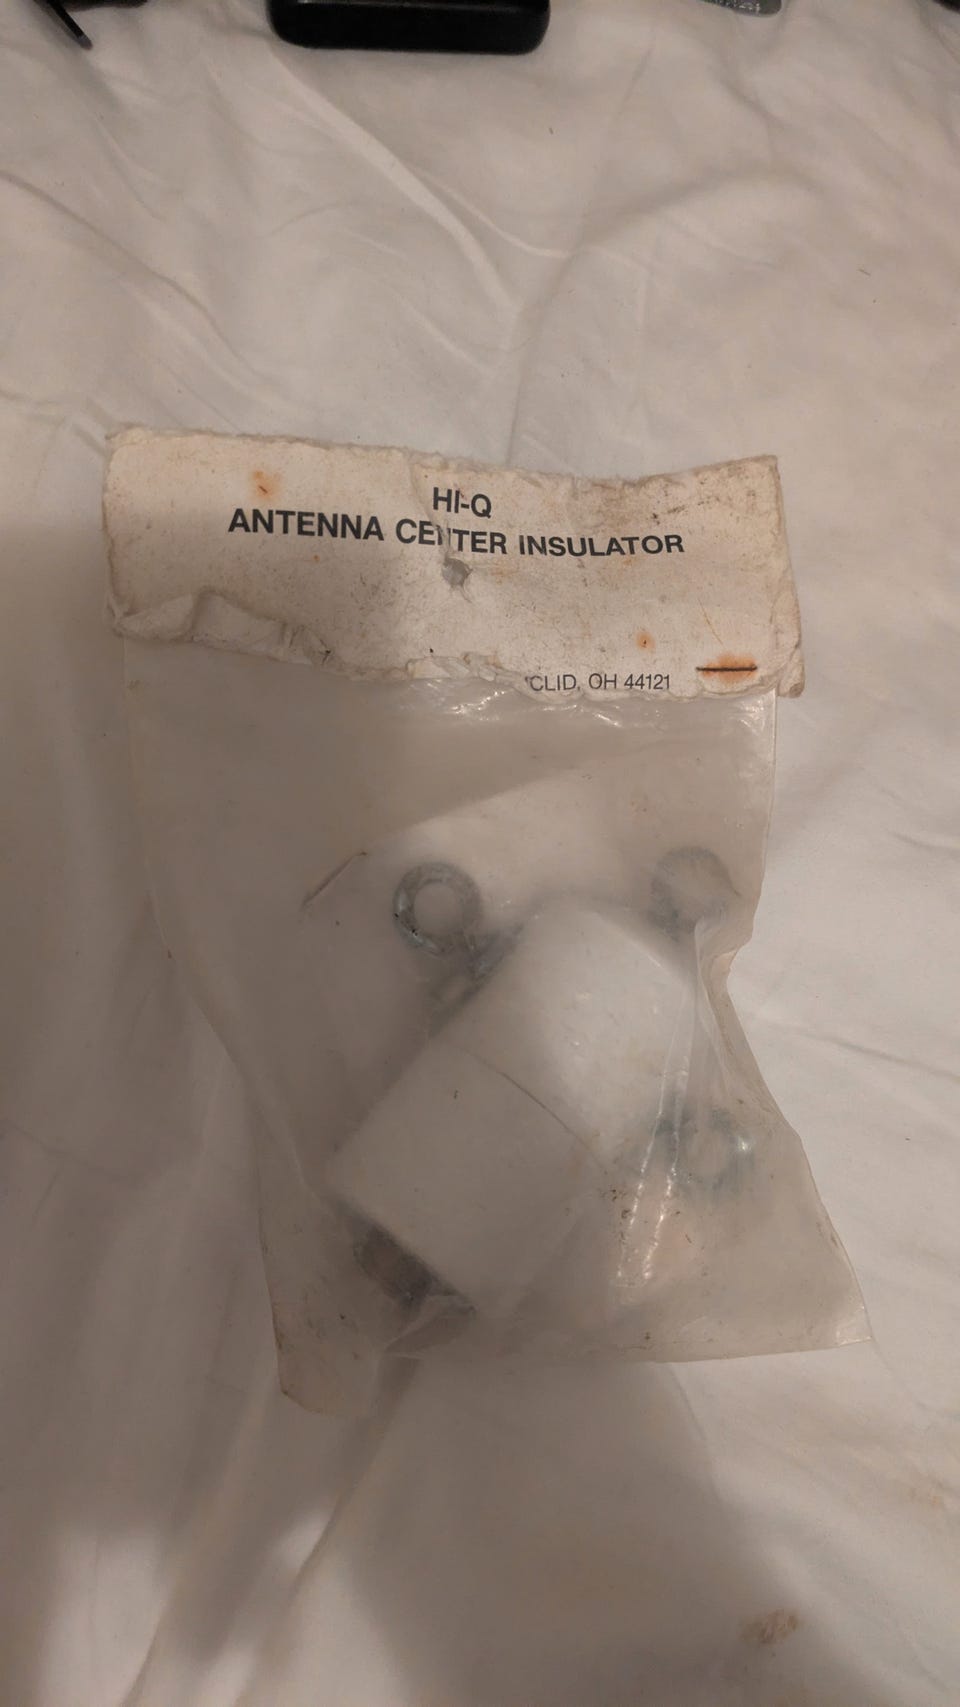 HI-Q
ANTENNA CENTER INSULATOR
CLID, OH 44121